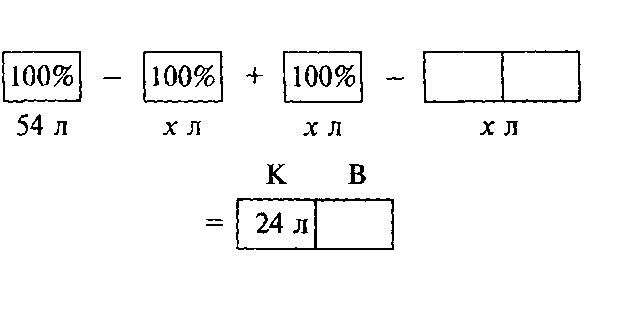 100% − 100% + 100% −
54 л х л х л х л
К В
= 24 л